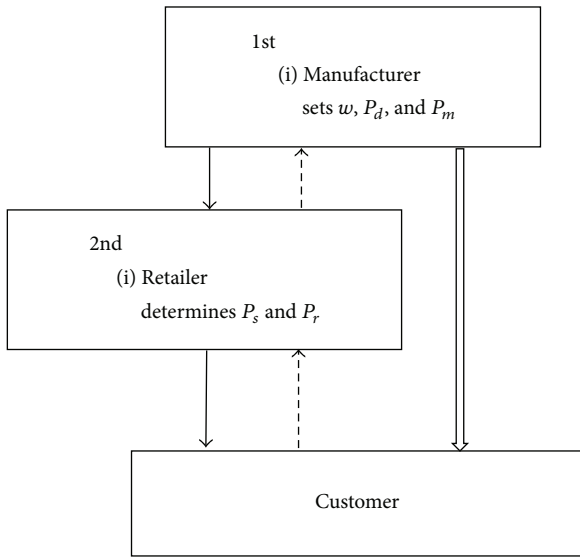 1st
(i) Manufacturer
sets w, P_d, and P_m
2nd
(i) Retailer
determines P_s and P_r
Customer